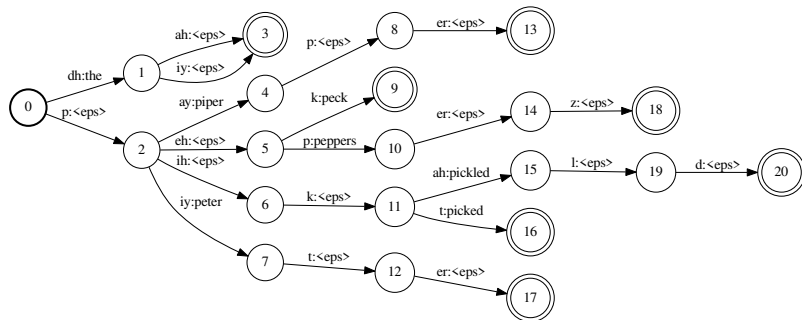 ah:<eps>
3
p:<eps>
8
er:<eps>
13
dh:the
1
iy:<eps>
0
p:<eps>
ay:piper
4
k:peck
9
2
eh:<eps>
5
p:peppers
10
er:<eps>
14
z:<eps>
18
ih:<eps>
6
k:<eps>
11
ah:pickled
15
l:<eps>
19
d:<eps>
20
t:picked
16
iy:peter
7
t:<eps>
12
er:<eps>
17